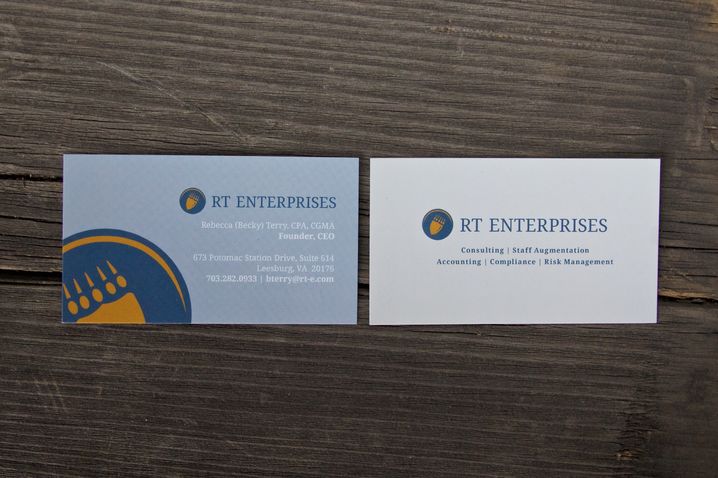 RT ENTERPRISES
Rebecca (Becky) Terry, CPA, CGMA
Founder, CEO
673 Potomac Station Drive, Suite 614
Leesburg, VA 20176
703.282.0933 | bterry@rt-e.com
RT ENTERPRISES
Consulting | Staff Augmentation
Accounting | Compliance | Risk Management